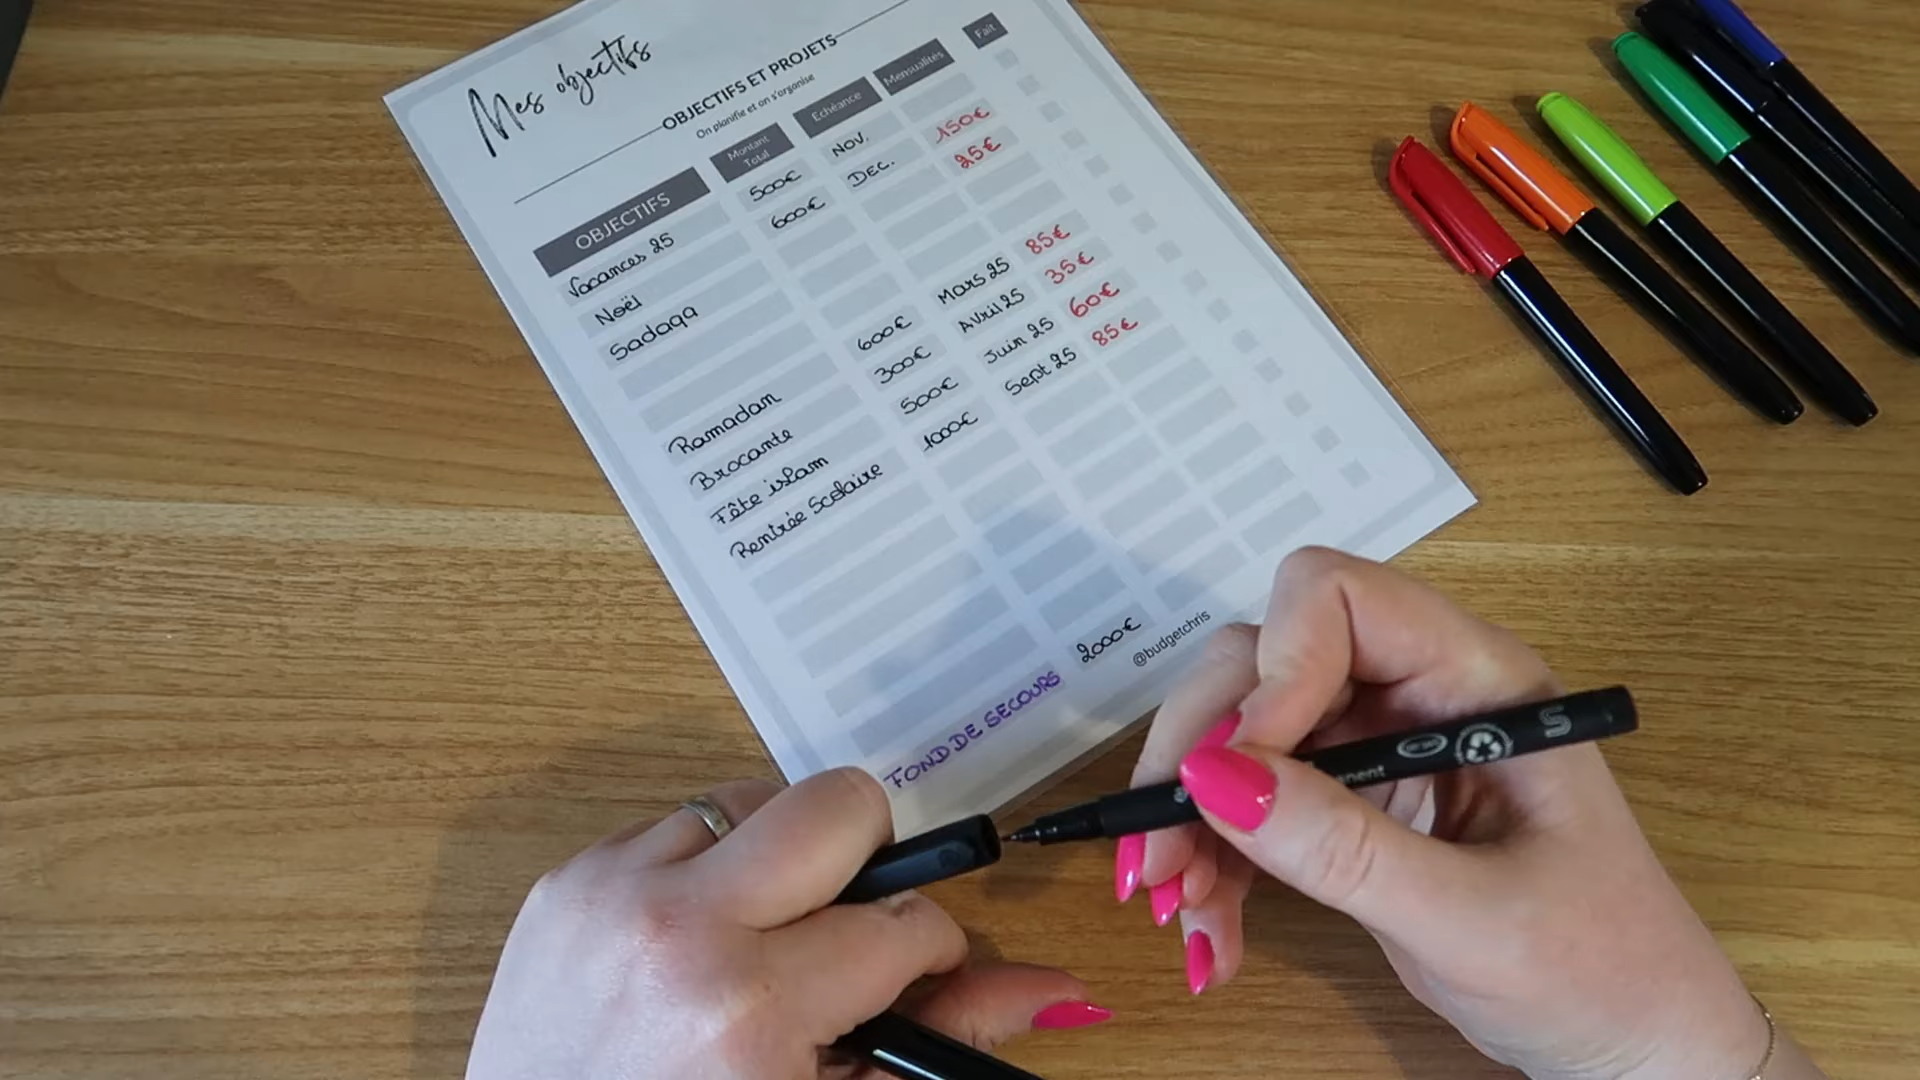 Mes objectifs
OBJECTIFS ET PROJETS
On planifie et on s'organise
OBJECTIFS Montant Total Echéance Mensualités Fait
Vacances 25 500€ NOV.
Noël 600€ DEC. 150€
Sadaqa 25€
Ramadan 600€ Mars 25 85€
Brocante 300€ Avril 25 35€
Fête islam 500€ Juin 25 60€
Rentrée Scolaire 1000€ Sept 25 85€
FOND DE SECOURS 2000€
@budgetchris
S